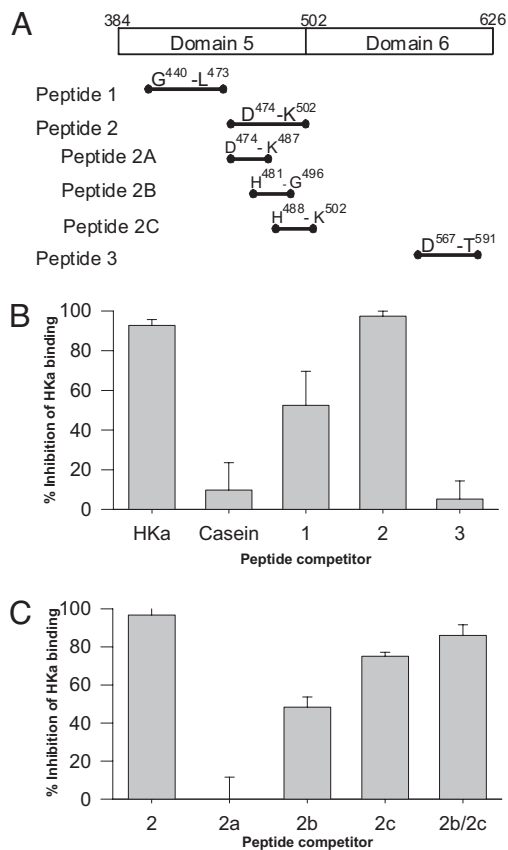 A
384 502 626
Domain 5 Domain 6
Peptide 1 G440-L473
Peptide 2 D474-K502
Peptide 2A D474-K487
Peptide 2B H481-G496
Peptide 2C H488-K502
Peptide 3 D567-T591
B
% Inhibition of HKa binding
100
80
60
40
20
0
HKa Casein 1 2 3
Peptide competitor
C
% Inhibition of HKa binding
100
80
60
40
20
0
2 2a 2b 2c 2b/2c
Peptide competitor